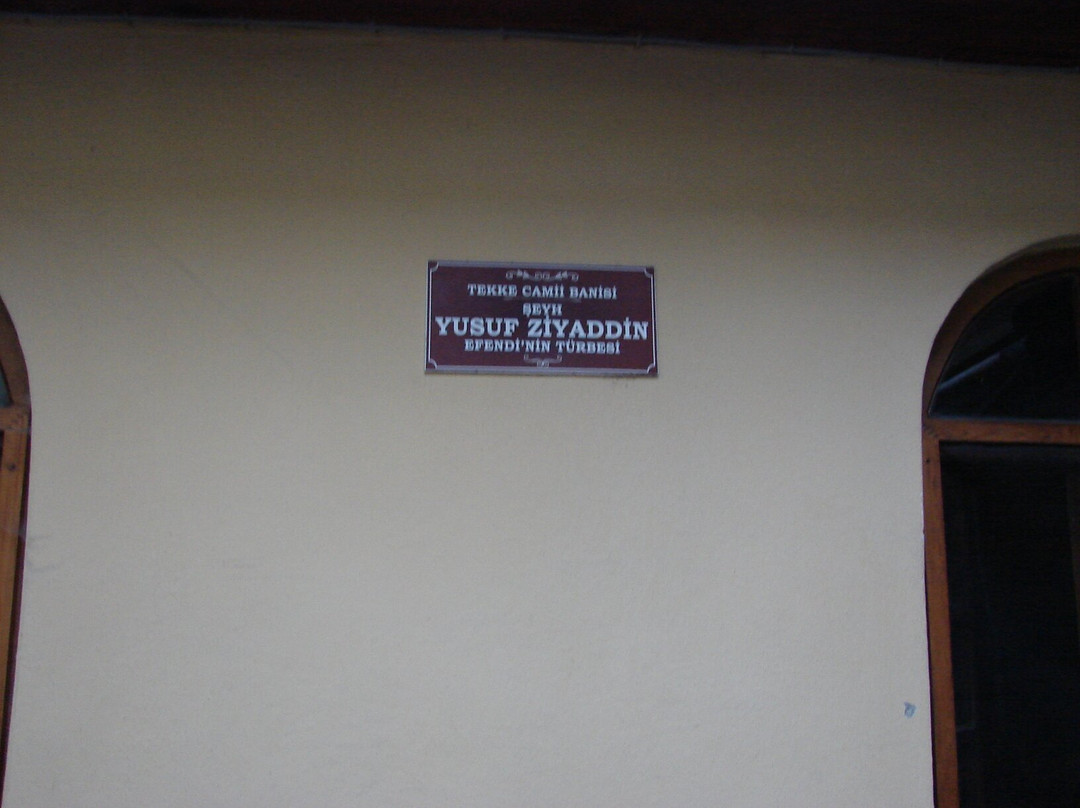 TEKKE CAMİİ BANİSİ
ŞEYH
YUSUF ZİYADDİN
EFENDİ'NİN TÜRBESİ